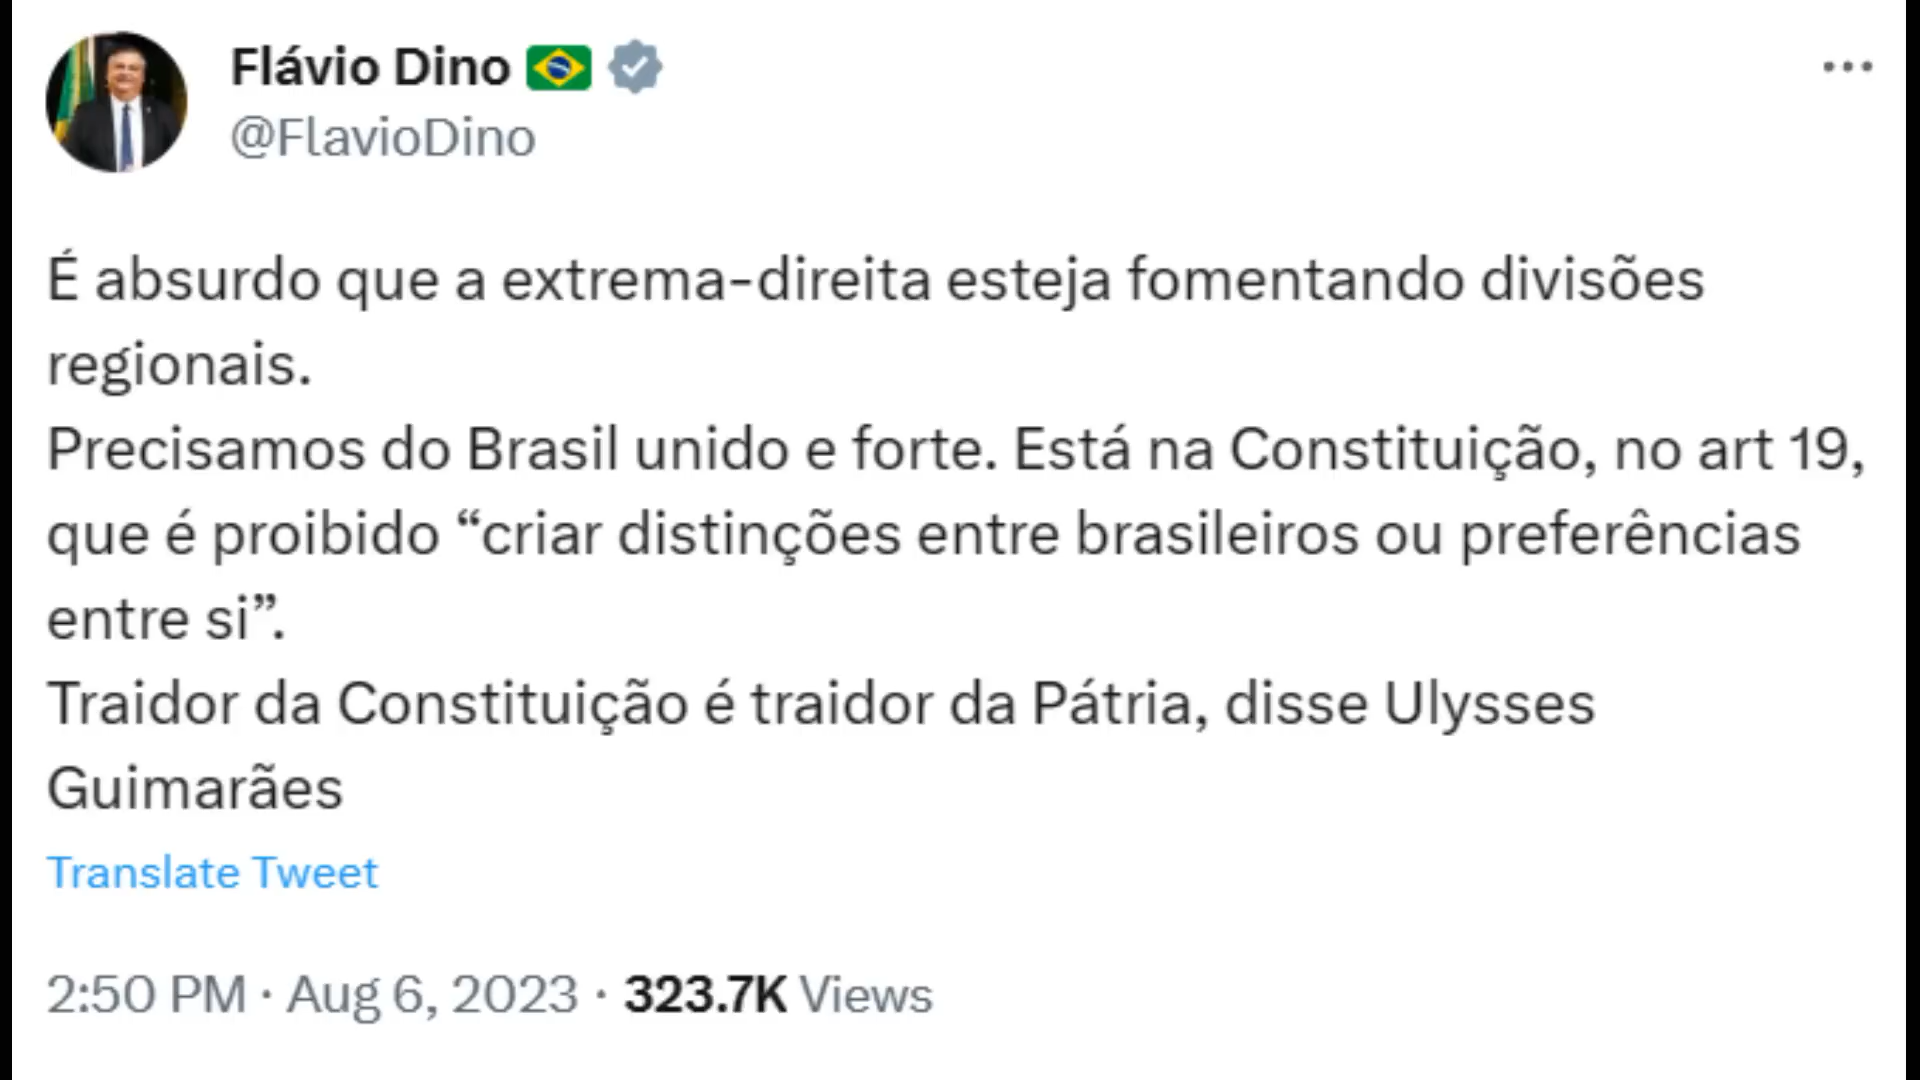 Flávio Dino
@FlavioDino
É absurdo que a extrema-direita esteja fomentando divisões
regionais.
Precisamos do Brasil unido e forte. Está na Constituição, no art 19,
que é proibido “criar distinções entre brasileiros ou preferências
entre si”.
Traidor da Constituição é traidor da Pátria, disse Ulysses
Guimarães
Translate Tweet
2:50 PM · Aug 6, 2023 · 323.7K Views